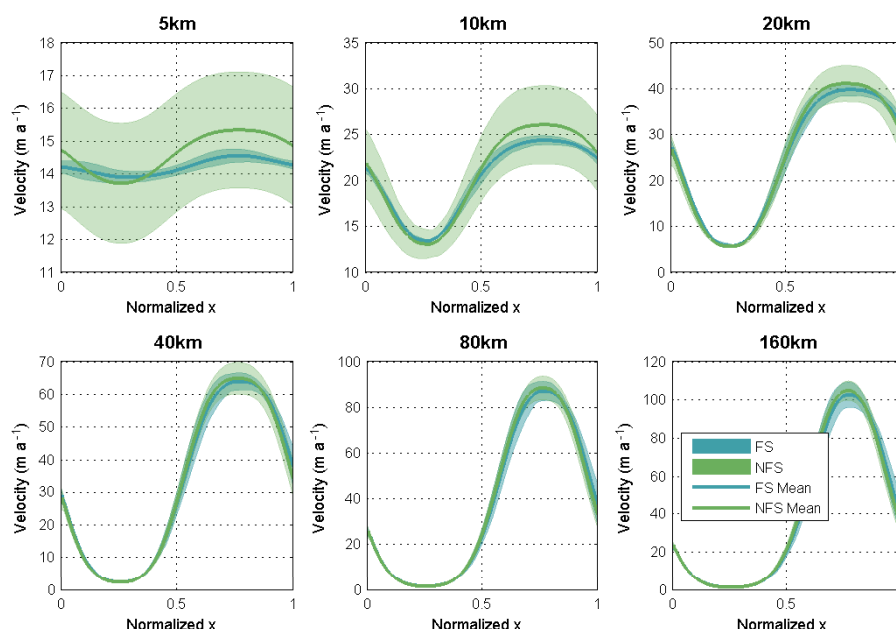 5km
10km
20km
18
17
16
15
14
13
12
11
Velocity (m a⁻¹)
0
0.5
1
Normalized x
35
30
25
20
15
10
Velocity (m a⁻¹)
0
0.5
1
Normalized x
50
40
30
20
10
0
Velocity (m a⁻¹)
0
0.5
Normalized x
40km
80km
160km
70
60
50
40
30
20
10
0
Velocity (m a⁻¹)
0
0.5
1
Normalized x
100
80
60
40
20
0
Velocity (m a⁻¹)
0
0.5
1
Normalized x
120
100
80
60
40
20
0
Velocity (m a⁻¹)
0
0.5
Normalized x
FS
NFS
FS Mean
NFS Mean